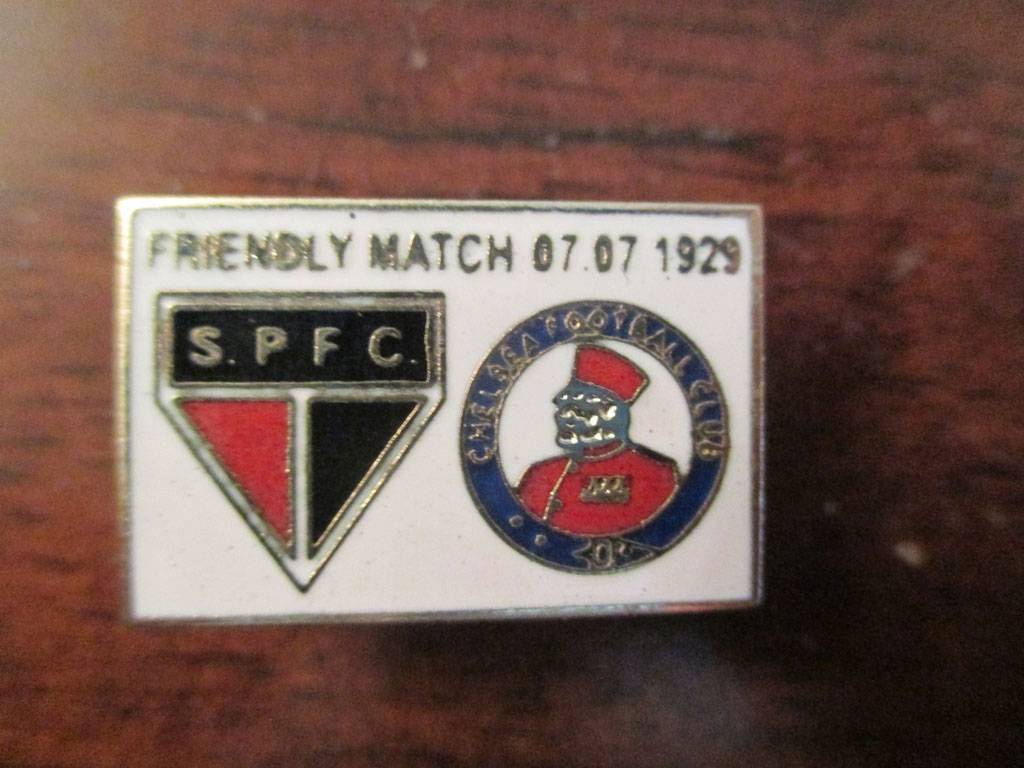 FRIENDLY MATCH 07.07 1929
S. P F C.
CHELSEA FOOTBALL CLUB